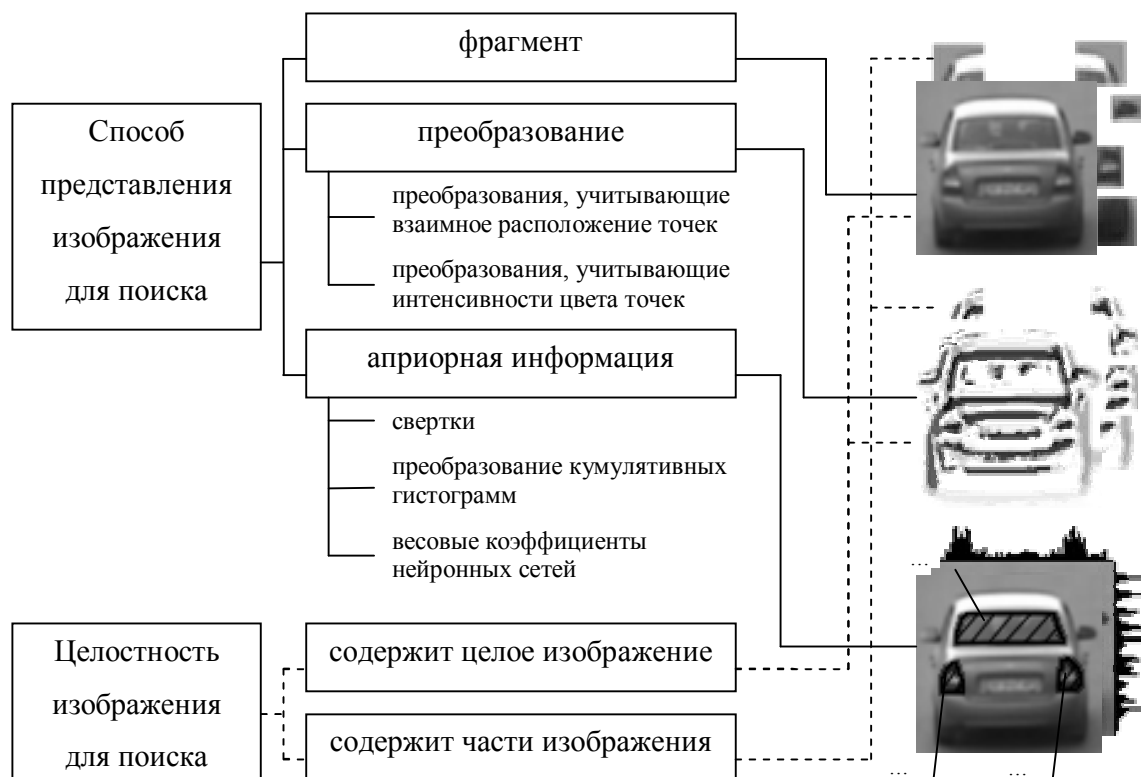 фрагмент
Способ
представления
изображения
для поиска
преобразование
преобразования, учитывающие
взаимное расположение точек
преобразования, учитывающие
интенсивности цвета точек
априорная информация
свертки
преобразование кумулятивных
гистограмм
весовые коэффициенты
нейронных сетей
...
Целостность
изображения
для поиска
содержит целое изображение
содержит части изображения
... ...